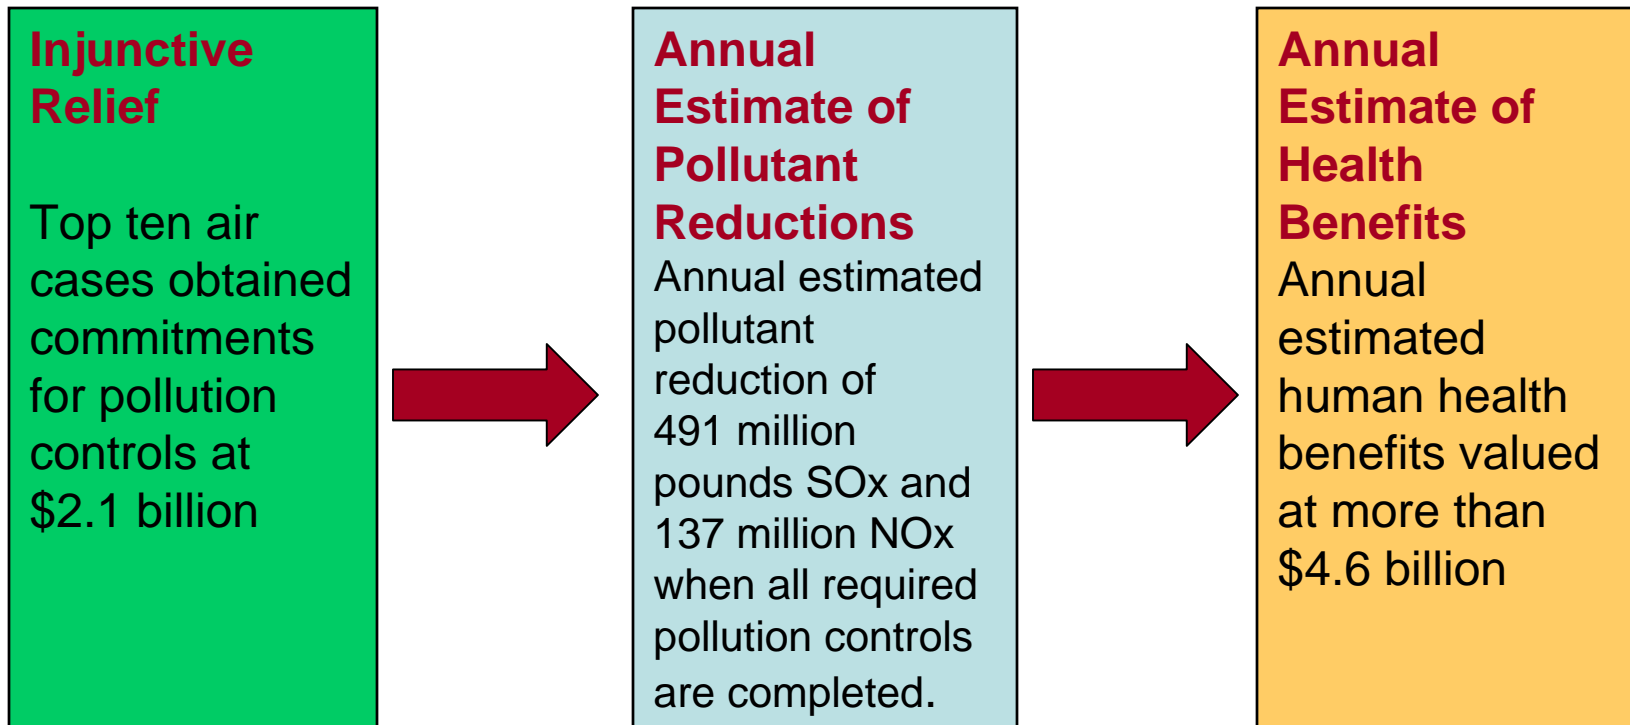 Injunctive
Relief
Top ten air
cases obtained
commitments
for pollution
controls at
$2.1 billion
Annual
Estimate of
Pollutant
Reductions
Annual estimated
pollutant
reduction of
491 million
pounds SOx and
137 million NOx
when all required
pollution controls
are completed.
Annual
Estimate of
Health
Benefits
Annual
estimated
human health
benefits valued
at more than
$4.6 billion